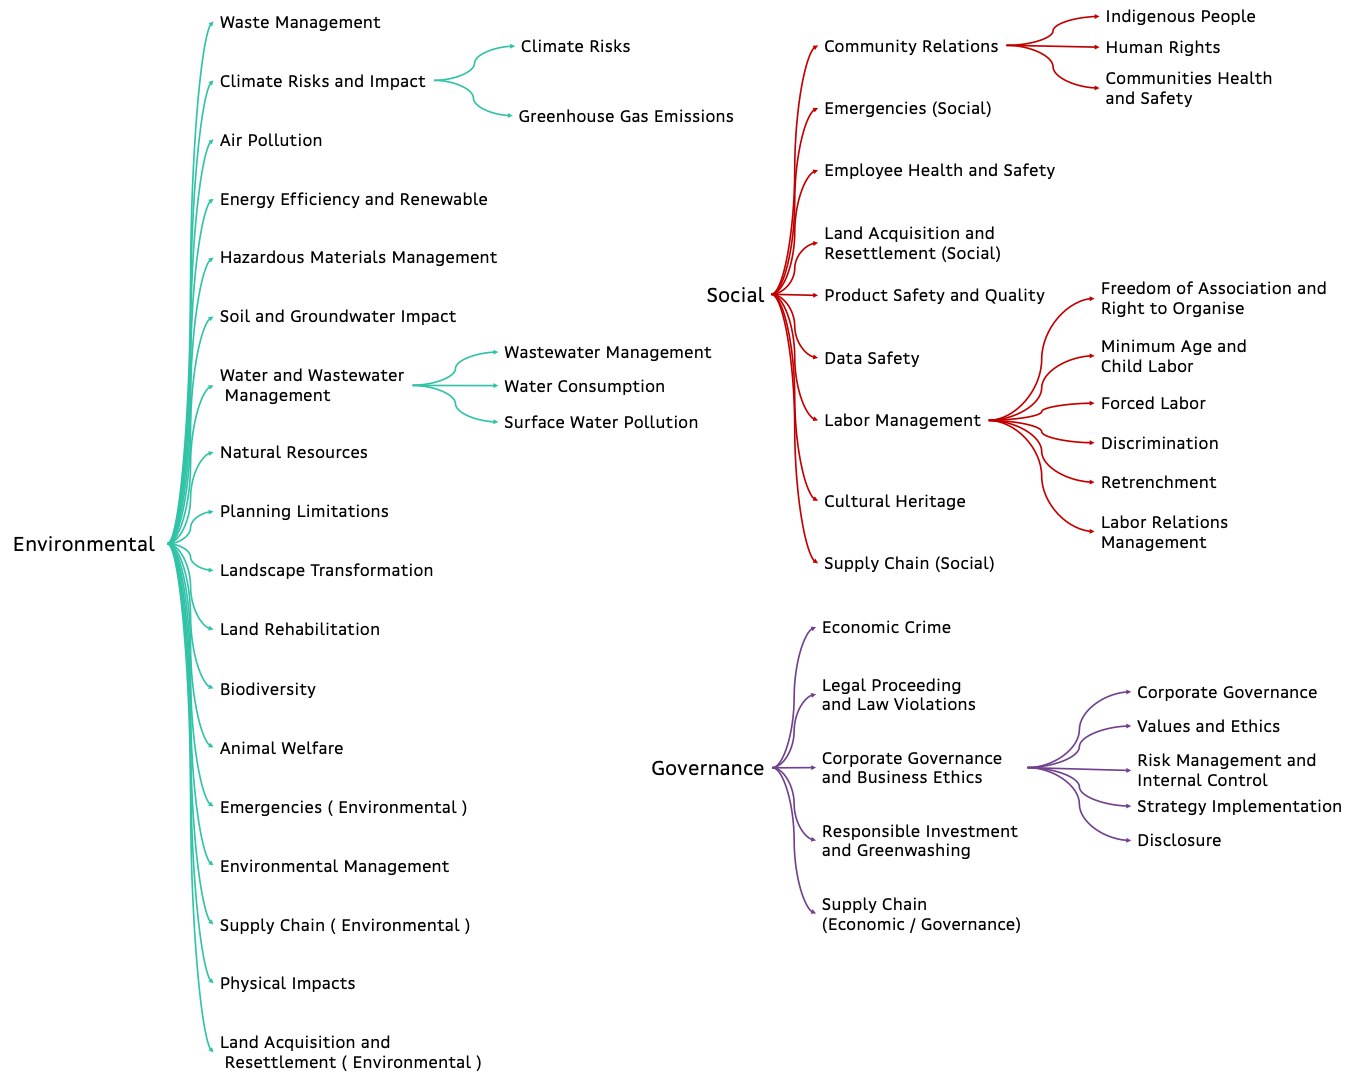 Environmental
Waste Management
Climate Risks and Impact
Climate Risks
Greenhouse Gas Emissions
Air Pollution
Energy Efficiency and Renewable
Hazardous Materials Management
Soil and Groundwater Impact
Water and Wastewater
Management
Wastewater Management
Water Consumption
Surface Water Pollution
Natural Resources
Planning Limitations
Landscape Transformation
Land Rehabilitation
Biodiversity
Animal Welfare
Emergencies ( Environmental )
Environmental Management
Supply Chain ( Environmental )
Physical Impacts
Land Acquisition and
Resettlement ( Environmental )
Social
Community Relations
Indigenous People
Human Rights
Communities Health
and Safety
Emergencies (Social)
Employee Health and Safety
Land Acquisition and
Resettlement (Social)
Product Safety and Quality
Data Safety
Labor Management
Freedom of Association and
Right to Organise
Minimum Age and
Child Labor
Forced Labor
Discrimination
Retrenchment
Labor Relations
Management
Cultural Heritage
Supply Chain (Social)
Governance
Economic Crime
Legal Proceeding
and Law Violations
Corporate Governance
and Business Ethics
Corporate Governance
Values and Ethics
Risk Management and
Internal Control
Strategy Implementation
Disclosure
Responsible Investment
and Greenwashing
Supply Chain
(Economic / Governance)